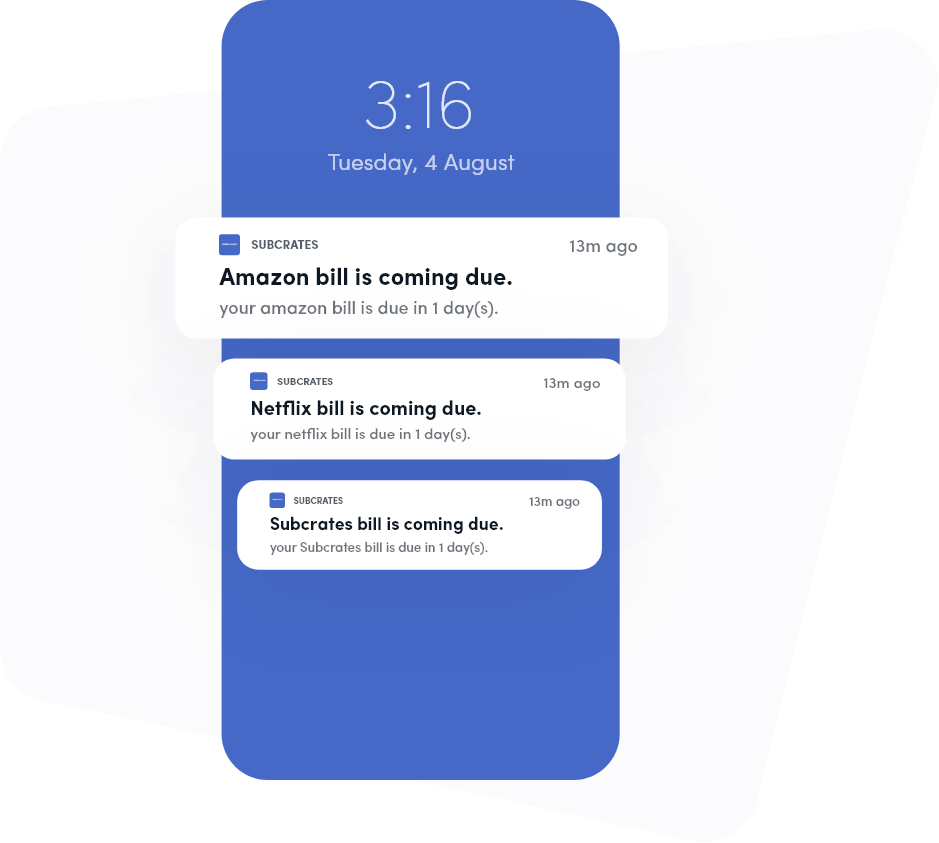 3:16
Tuesday, 4 August
SUBCRATES 13m ago
Amazon bill is coming due.
your amazon bill is due in 1 day(s).
SUBCRATES 13m ago
Netflix bill is coming due.
your netflix bill is due in 1 day(s).
SUBCRATES 13m ago
Subcrates bill is coming due.
your Subcrates bill is due in 1 day(s).